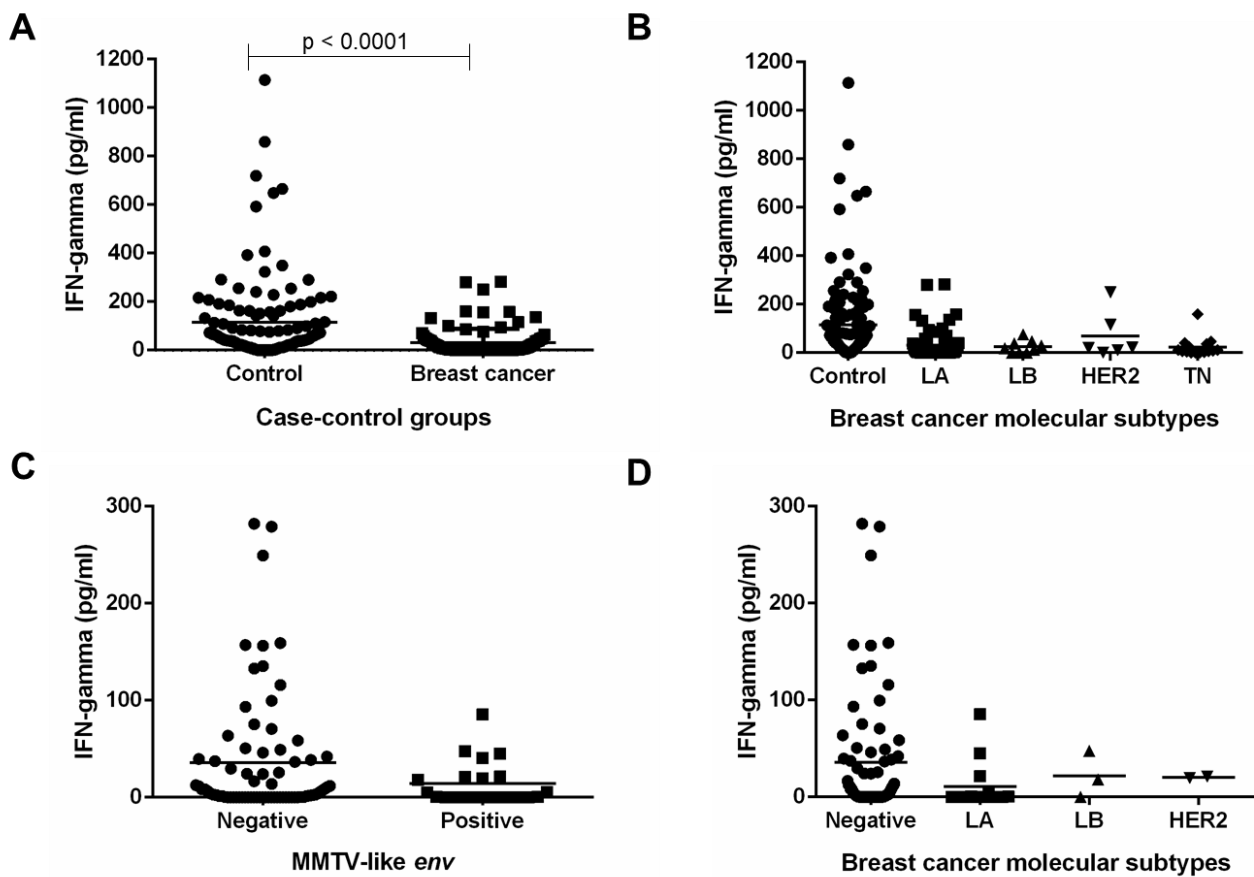 A
p < 0.0001
IFN-gamma (pg/ml)
1200
1000
800
600
400
200
0
Control Breast cancer
Case-control groups
B
IFN-gamma (pg/ml)
1200
1000
800
600
400
200
0
Control LA LB HER2 TN
Breast cancer molecular subtypes
C
IFN-gamma (pg/ml)
300
200
100
0
Negative Positive
MMTV-like env
D
IFN-gamma (pg/ml)
300
200
100
0
Negative LA LB HER2
Breast cancer molecular subtypes